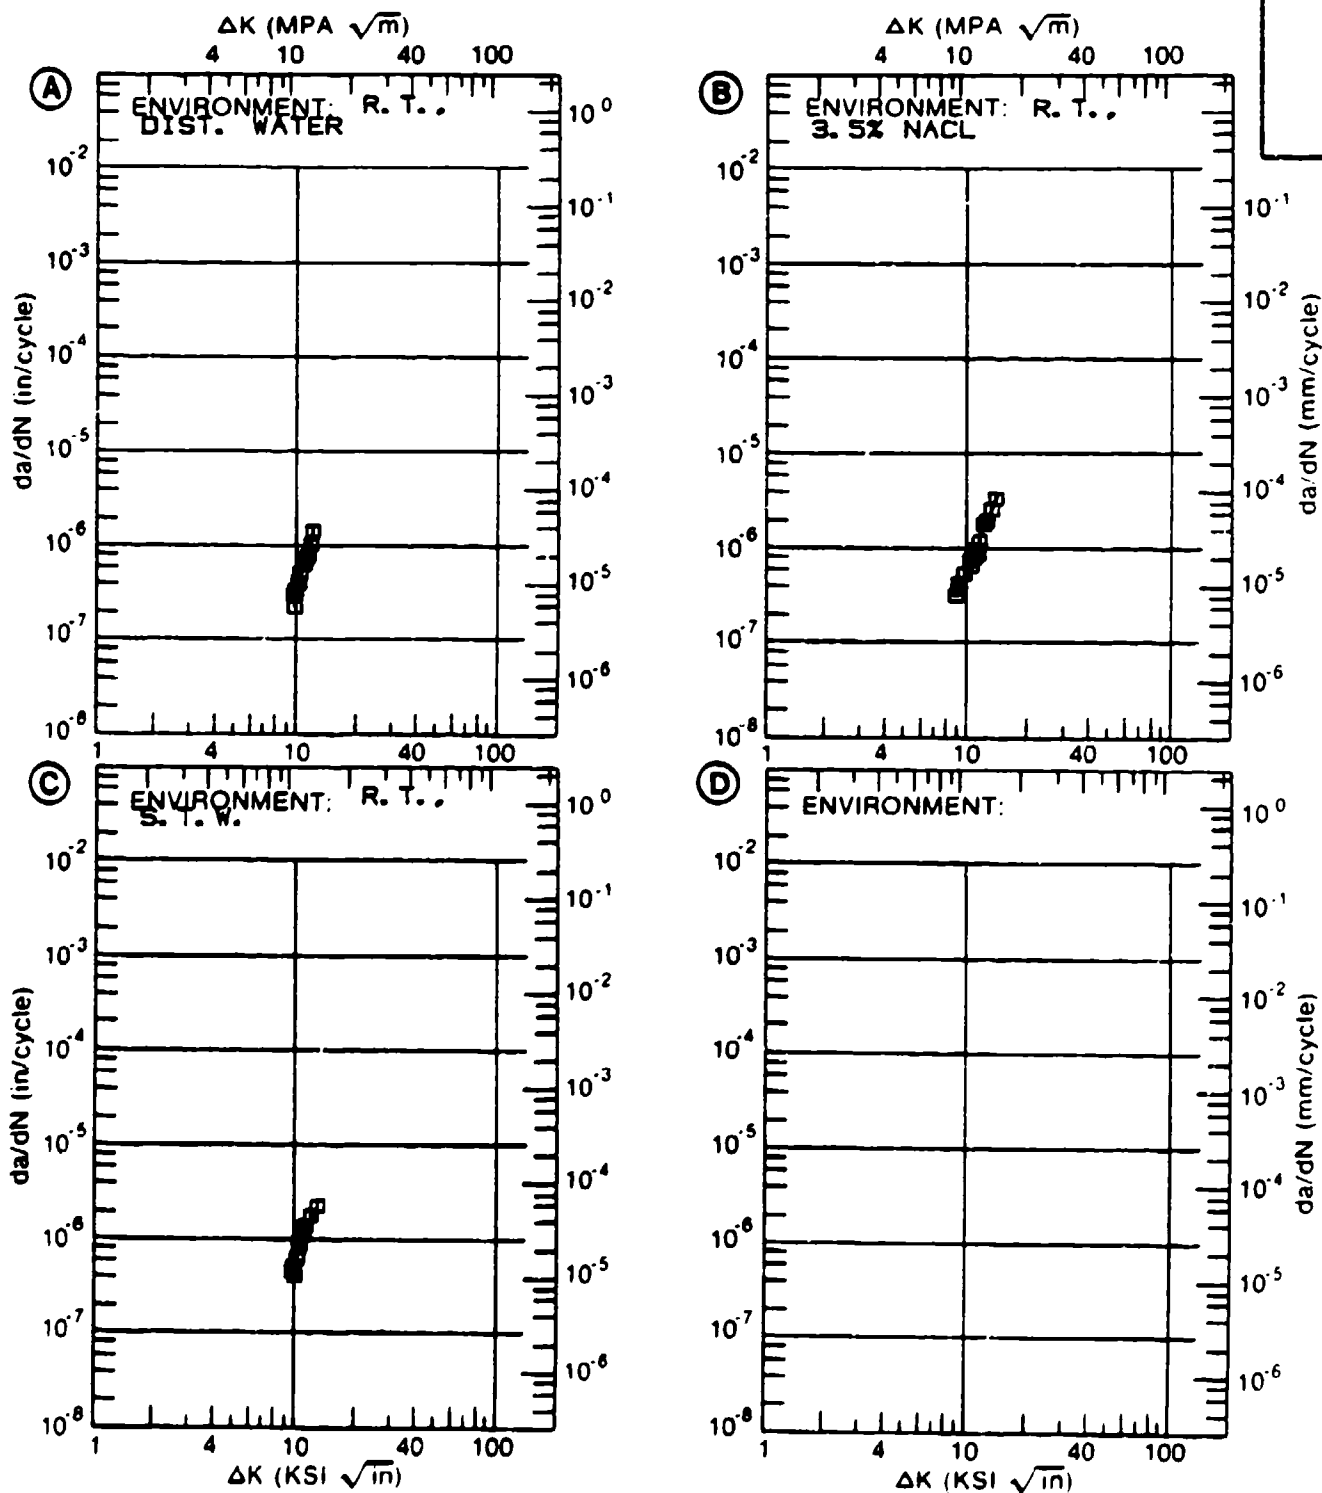 ΔK (MPA √m)
4 10 40 100
A
ENVIRONMENT: R. T.,
DIST. WATER
10⁻²
10⁻³
10⁻⁴
10⁻⁵
10⁻⁶
10⁻⁷
10⁻⁸
da/dN (in/cycle)
10⁰
10⁻¹
10⁻²
10⁻³
10⁻⁴
10⁻⁵
10⁻⁶
1 4 10 40 100
ΔK (MPA √m)
4 10 40 100
B
ENVIRONMENT: R. T.,
3. 5% NACL
10⁻²
10⁻³
10⁻⁴
10⁻⁵
10⁻⁶
10⁻⁷
10⁻⁸
10⁻¹
10⁻²
10⁻³
10⁻⁴
10⁻⁵
10⁻⁶
da/dN (mm/cycle)
1 4 10 40 100
C
ENVIRONMENT: R. T.,
S. T. W.
10⁻²
10⁻³
10⁻⁴
10⁻⁵
10⁻⁶
10⁻⁷
10⁻⁸
da/dN (in/cycle)
10⁰
10⁻¹
10⁻²
10⁻³
10⁻⁴
10⁻⁵
10⁻⁶
1 4 10 40 100
ΔK (KSI √in)
D
ENVIRONMENT:
10⁻²
10⁻³
10⁻⁴
10⁻⁵
10⁻⁶
10⁻⁷
10⁻⁸
10⁰
10⁻¹
10⁻²
10⁻³
10⁻⁴
10⁻⁵
10⁻⁶
da/dN (mm/cycle)
1 4 10 40 100
ΔK (KSI √in)